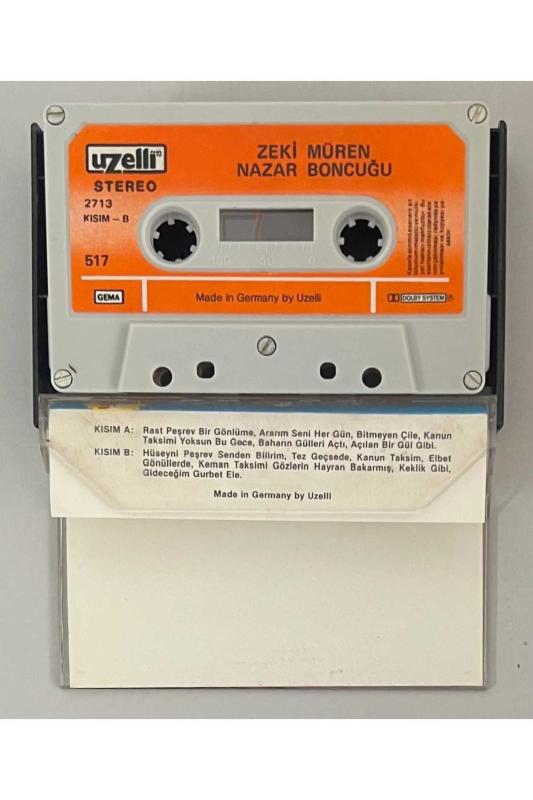 uzelli
STEREO
2713
KISIM – B
517
GEMA
ZEKİ MÜREN
NAZAR BONCUĞU
Made in Germany by Uzelli
DOLBY SYSTEM
KISIM A: Rast Peşrev Bir Gönlüme, Ararım Seni Her Gün, Bitmeyen Çile, Kanun
Taksimi Yoksun Bu Gece, Baharın Gülleri Açtı, Açılan Bir Gül Gibi.
KISIM B: Hüseyni Peşrev Senden Bilirim, Tez Geçsede, Kanun Taksim, Elbet
Gönüllerde, Keman Taksimi Gözlerin Hayran Bakarmış, Keklik Gibi,
Gideceğim Gurbet Ele.
Made in Germany by Uzelli